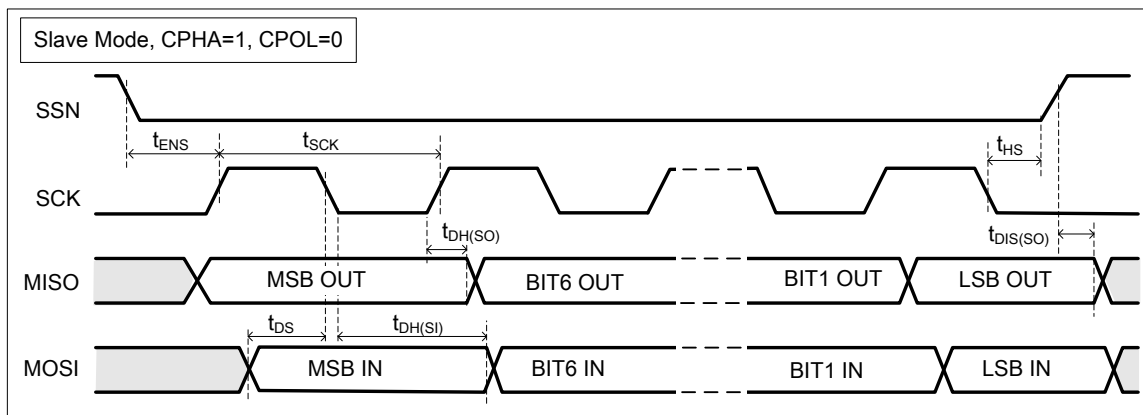 Slave Mode, CPHA=1, CPOL=0
SSN
tENS
tSCK
tHS
SCK
tDH(SO)
tDIS(SO)
MISO
MSB OUT
BIT6 OUT
BIT1 OUT
LSB OUT
tDS
tDH(SI)
MOSI
MSB IN
BIT6 IN
BIT1 IN
LSB IN